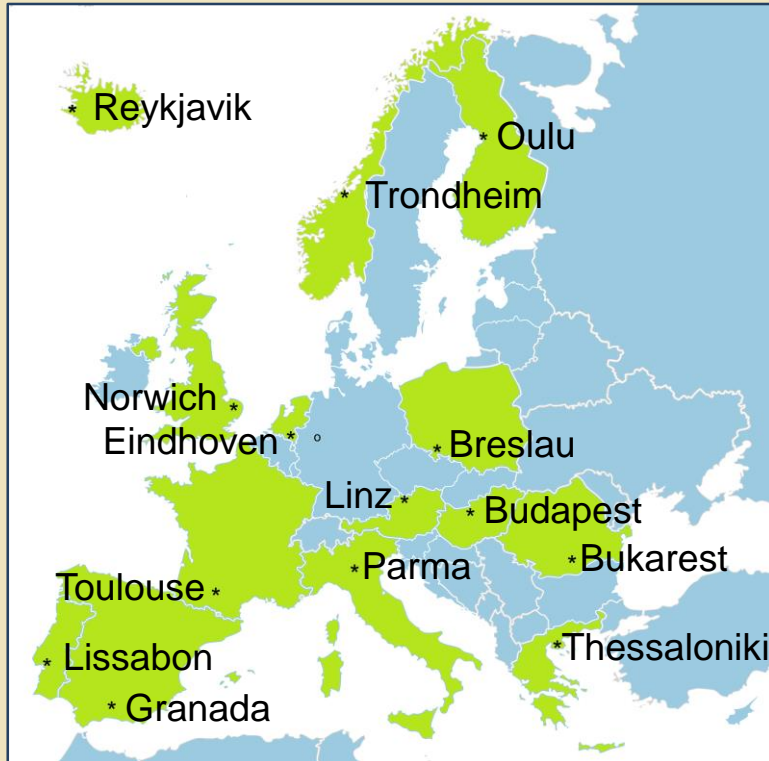 Reykjavik
Oulu
Trondheim
Norwich
Eindhoven
Breslau
Linz
Budapest
Bukarest
Parma
Toulouse
Thessaloniki
Lissabon
Granada